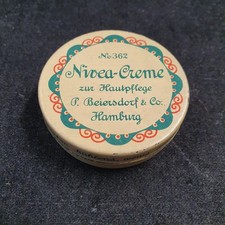 No 362
Nivea-Creme
zur Hautpflege
P. Beiersdorf & Co.
Hamburg